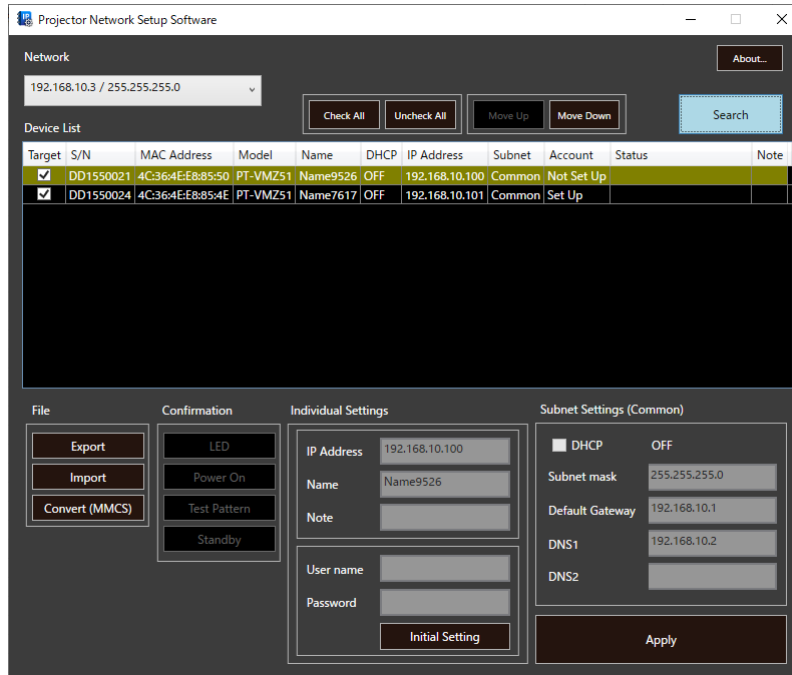 Projector Network Setup Software
Network
About...
192.168.10.3 / 255.255.255.0
Check All
Uncheck All
Move Up
Move Down
Search
Device List
Target S/N MAC Address Model Name DHCP IP Address Subnet Account Status Note
DD1550021 4C:36:4E:E8:85:50 PT-VMZ51 Name9526 OFF 192.168.10.100 Common Not Set Up
DD1550024 4C:36:4E:E8:85:4E PT-VMZ51 Name7617 OFF 192.168.10.101 Common Set Up
File
Export
Import
Convert (MMCS)
Confirmation
LED
Power On
Test Pattern
Standby
Individual Settings
IP Address 192.168.10.100
Name Name9526
Note
User name
Password
Initial Setting
Subnet Settings (Common)
DHCP OFF
Subnet mask 255.255.255.0
Default Gateway 192.168.10.1
DNS1 192.168.10.2
DNS2
Apply